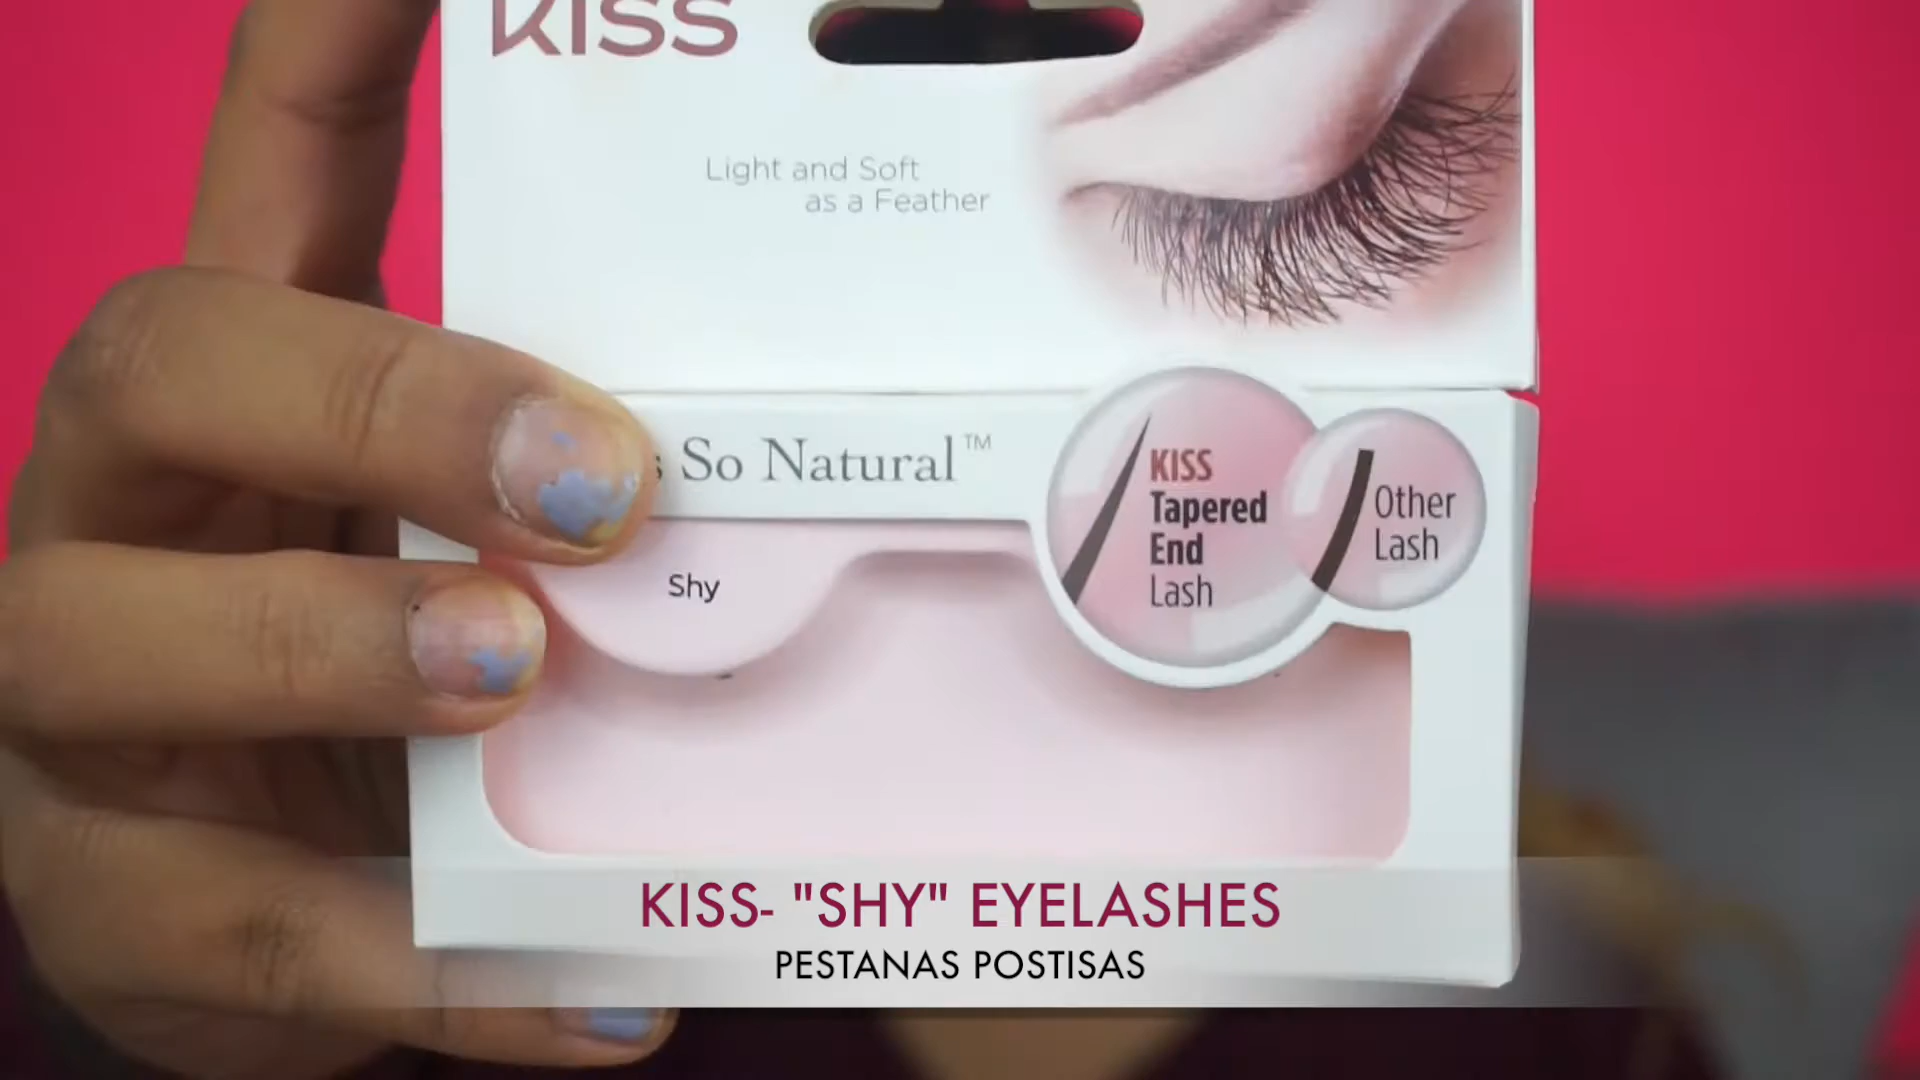 KISS
Light and Soft
as a Feather
So Natural™
KISS
Tapered
End
Lash
Other
Lash
Shy
KISS- "SHY" EYELASHES
PESTANAS POSTISAS